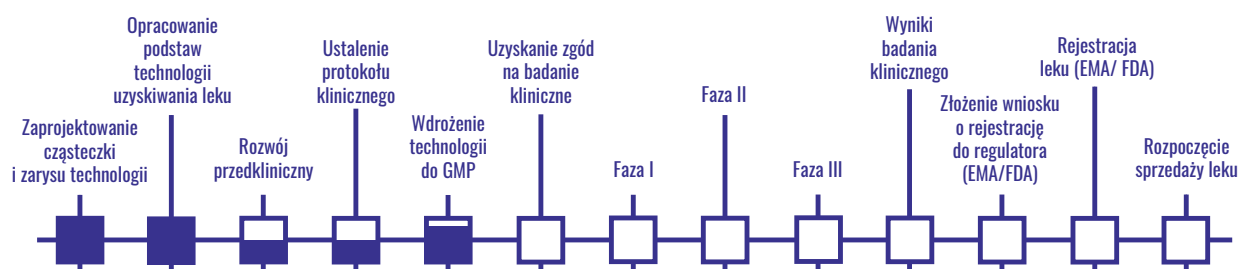 Zaprojektowanie
cząsteczki
i zarysu technologii
Opracowanie
podstaw
technologii
uzyskiwania leku
Rozwój
przedkliniczny
Ustalenie
protokołu
klinicznego
Wdrożenie
technologii
do GMP
Uzyskanie zgód
na badanie
kliniczne
Faza I
Faza II
Faza III
Wyniki
badania
klinicznego
Złożenie wniosku
o rejestrację
do regulatora
(EMA/FDA)
Rejestracja
leku (EMA/ FDA)
Rozpoczęcie
sprzedaży leku